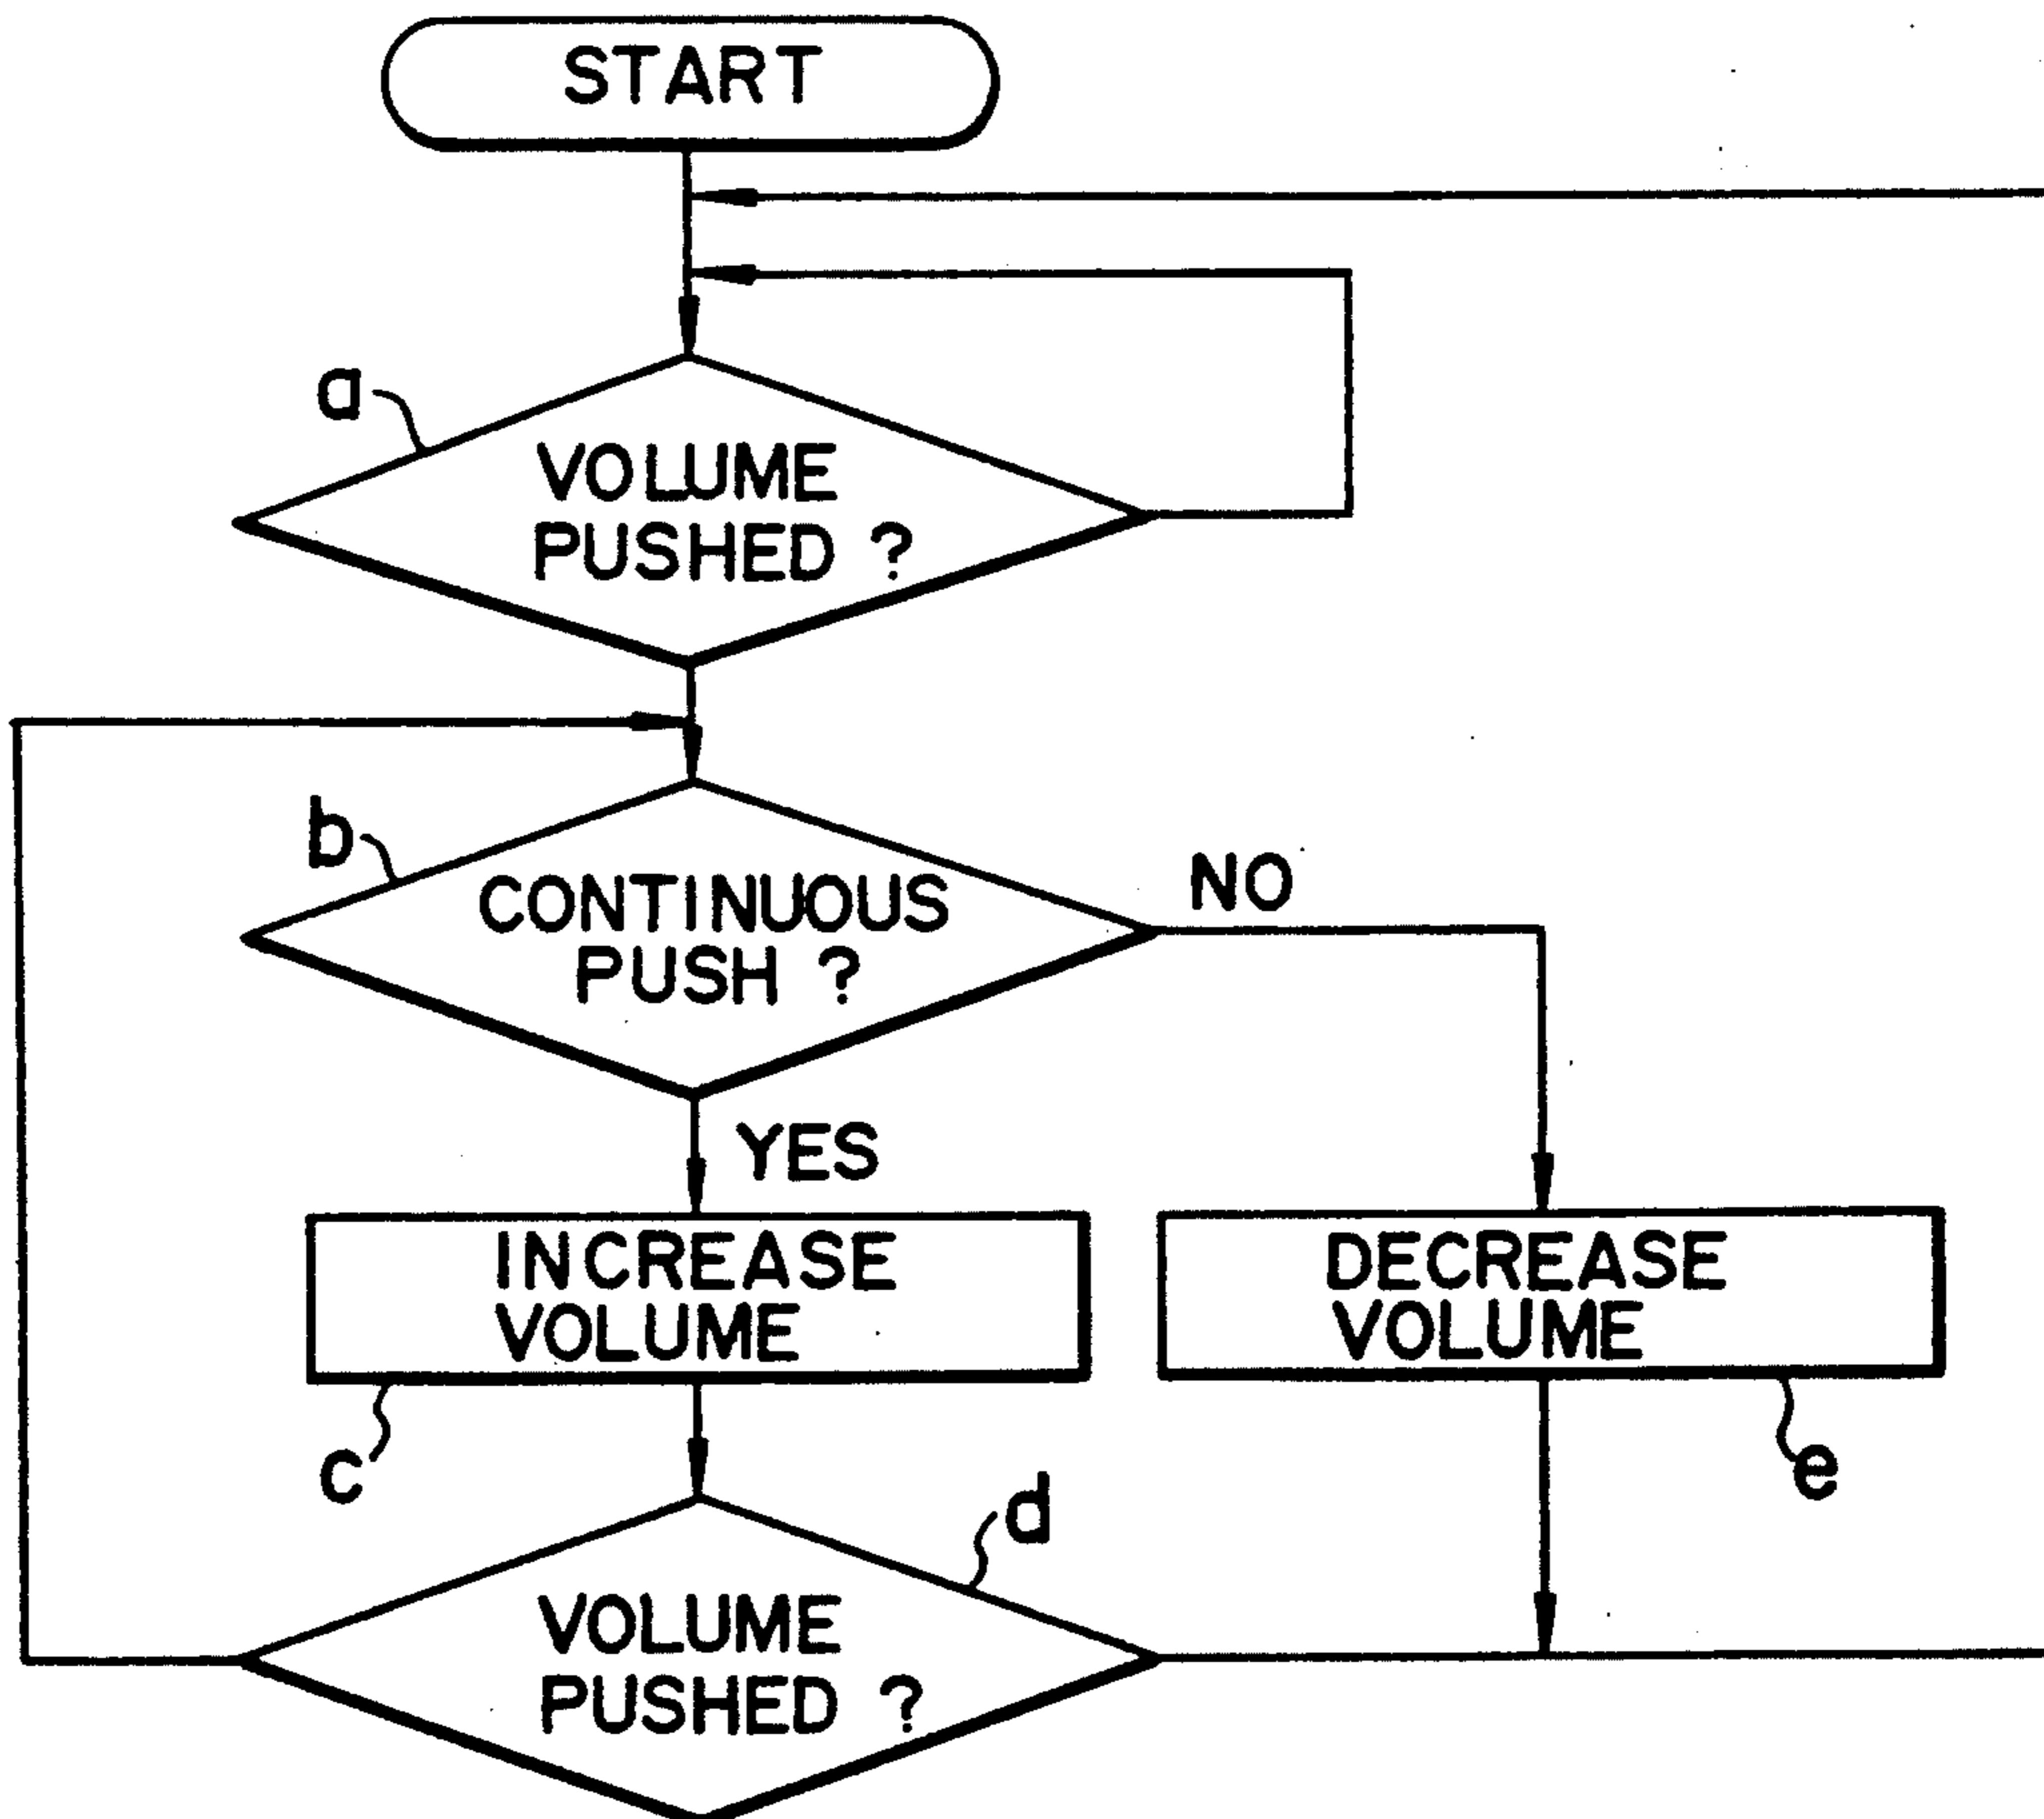 START
a
VOLUME
PUSHED ?
b
CONTINUOUS
PUSH ?
NO
YES
INCREASE
VOLUME
DECREASE
VOLUME
c
d
e
VOLUME
PUSHED ?